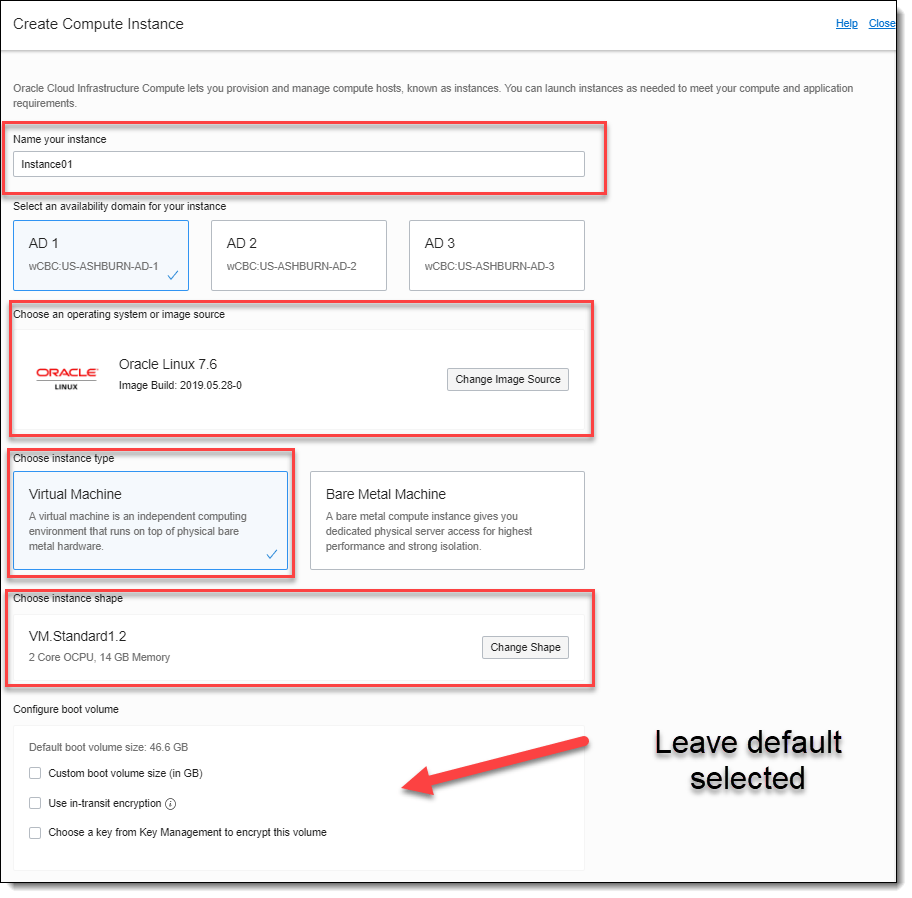 Create Compute Instance
Help Close
Oracle Cloud Infrastructure Compute lets you provision and manage compute hosts, known as instances. You can launch instances as needed to meet your compute and application
requirements.
Name your instance
Instance01
Select an availability domain for your instance
AD 1
wCBC:US-ASHBURN-AD-1
AD 2
wCBC:US-ASHBURN-AD-2
AD 3
wCBC:US-ASHBURN-AD-3
Choose an operating system or image source
ORACLE
LINUX
Oracle Linux 7.6
Image Build: 2019.05.28-0
Change Image Source
Choose instance type
Virtual Machine
A virtual machine is an independent computing
environment that runs on top of physical bare
metal hardware.
Bare Metal Machine
A bare metal compute instance gives you
dedicated physical server access for highest
performance and strong isolation.
Choose instance shape
VM.Standard1.2
2 Core OCPU, 14 GB Memory
Change Shape
Configure boot volume
Default boot volume size: 46.6 GB
Custom boot volume size (in GB)
Use in-transit encryption
Choose a key from Key Management to encrypt this volume
Leave default
selected